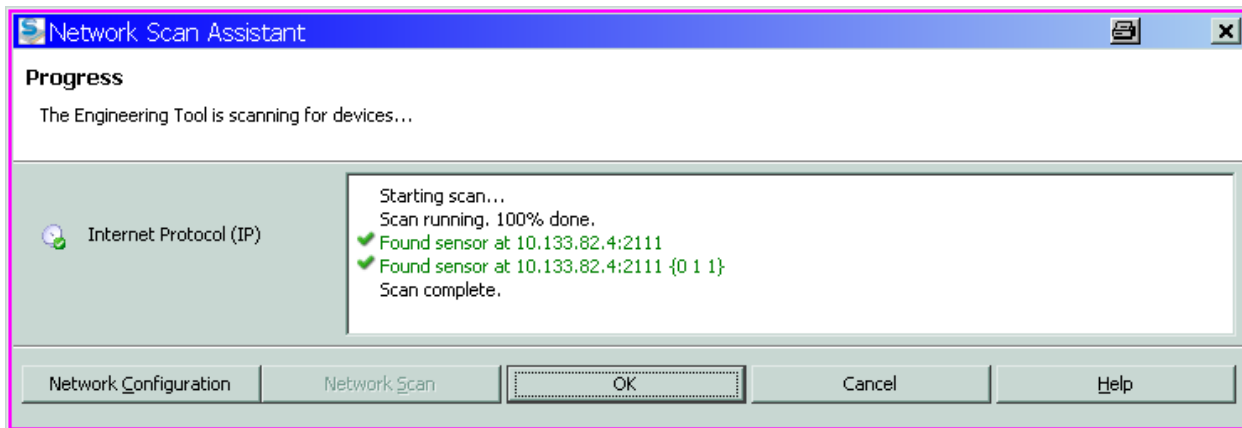 Network Scan Assistant
Progress
The Engineering Tool is scanning for devices...
Internet Protocol (IP)
Starting scan...
Scan running. 100% done.
Found sensor at 10.133.82.4:2111
Found sensor at 10.133.82.4:2111 {0 1 1}
Scan complete.
Network Configuration
Network Scan
OK
Cancel
Help